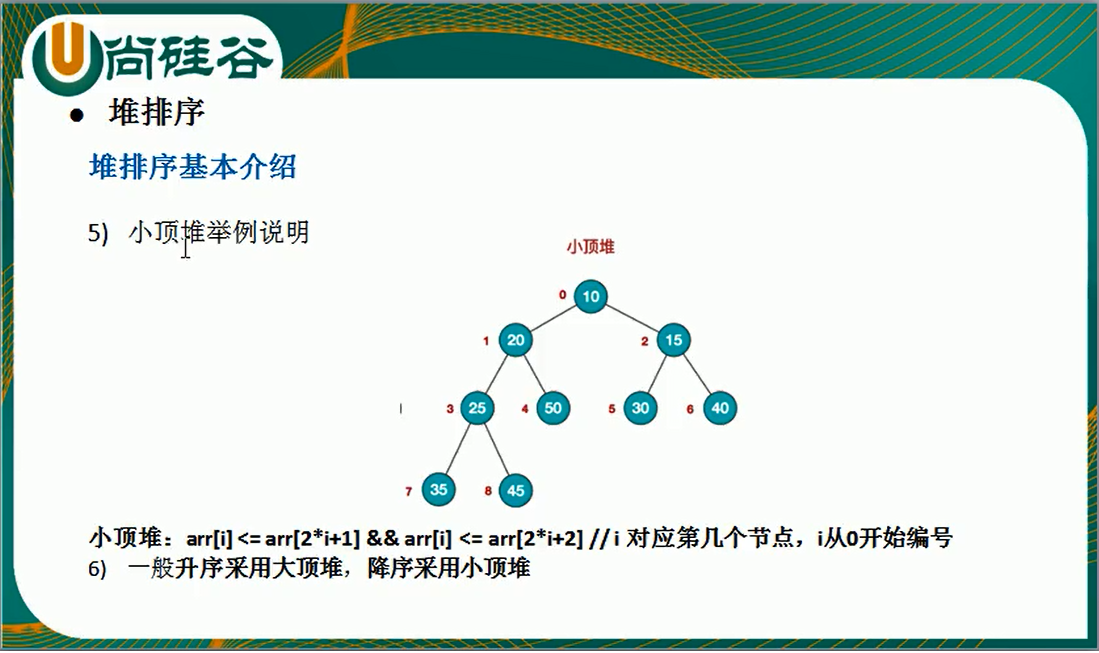 尚硅谷
● 堆排序
堆排序基本介绍
5) 小顶堆举例说明
小顶堆
0 10
1 20 2 15
3 25 4 50 5 30 6 40
7 35 8 45
小顶堆：arr[i] <= arr[2*i+1] && arr[i] <= arr[2*i+2] // i 对应第几个节点，i从0开始编号
6) 一般升序采用大顶堆，降序采用小顶堆